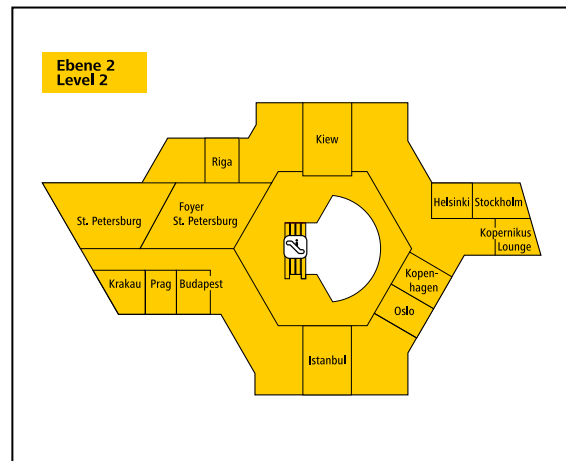 Ebene 2
Level 2
Kiew
Riga
Helsinki
Stockholm
St. Petersburg
Foyer
St. Petersburg
Kopernikus
Lounge
Kopen-
hagen
Krakau
Prag
Budapest
Oslo
Istanbul